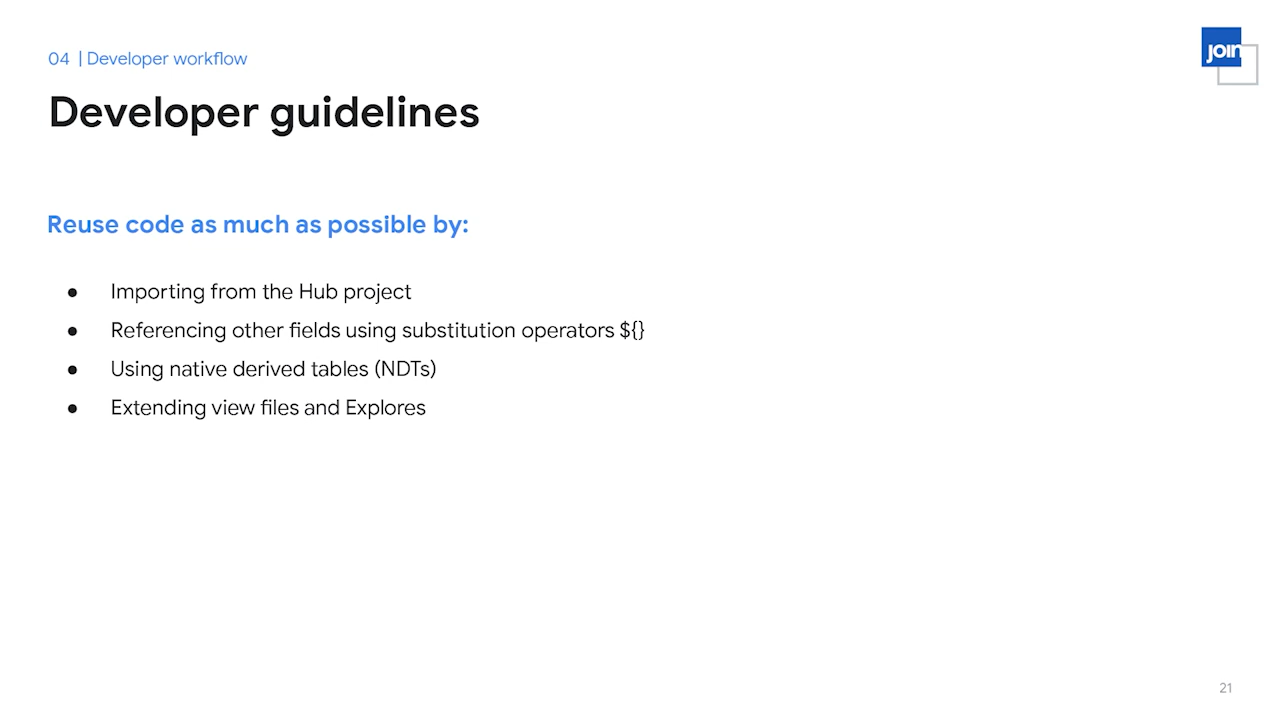 04 | Developer workflow
join
Developer guidelines
Reuse code as much as possible by:
● Importing from the Hub project
● Referencing other fields using substitution operators ${}
● Using native derived tables (NDTs)
● Extending view files and Explores
21